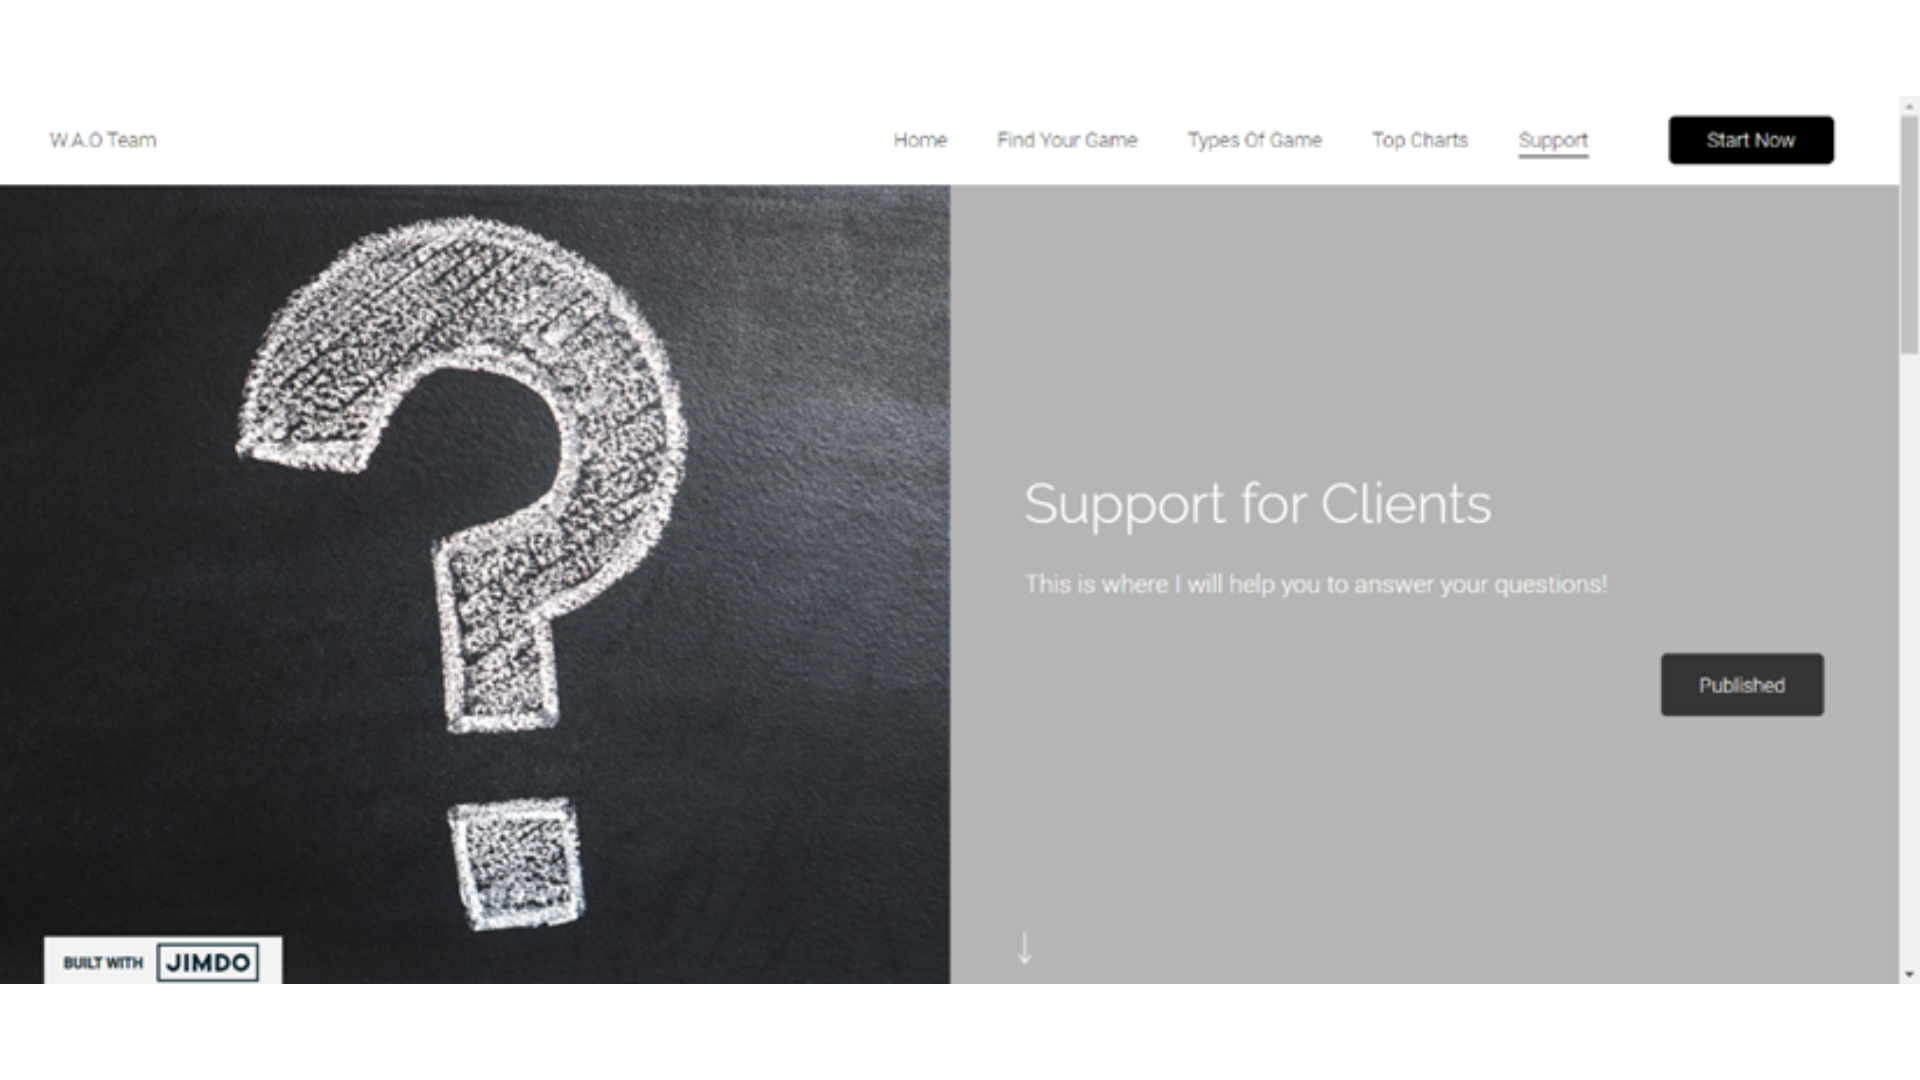 W.A.O Team
Home
Find Your Game
Types Of Game
Top Charts
Support
Start Now
Support for Clients
This is where I will help you to answer your questions!
Published
BUILT WITH JIMDO